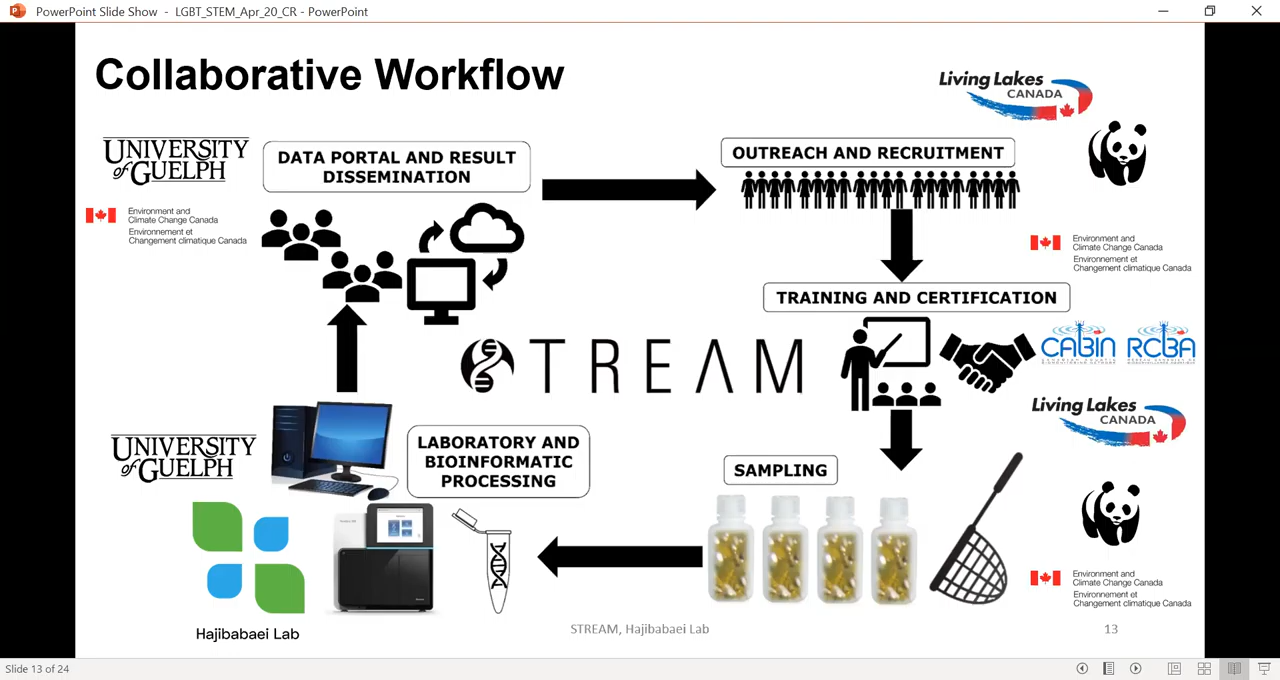 PowerPoint Slide Show - LGBT_STEM_Apr_20_CR - PowerPoint
Collaborative Workflow
Living Lakes
CANADA
UNIVERSITY
of GUELPH
DATA PORTAL AND RESULT
DISSEMINATION
OUTREACH AND RECRUITMENT
Environment and
Climate Change Canada
Environnement et
Changement climatique Canada
Environment and
Climate Change Canada
Environnement et
Changement climatique Canada
TRAINING AND CERTIFICATION
STREAM
CABIN RCBA
Living Lakes
CANADA
UNIVERSITY
of GUELPH
LABORATORY AND
BIOINFORMATIC
PROCESSING
SAMPLING
Environment and
Climate Change Canada
Environnement et
Changement climatique Canada
Hajibabaei Lab
STREAM, Hajibabaei Lab
13
Slide 13 of 24